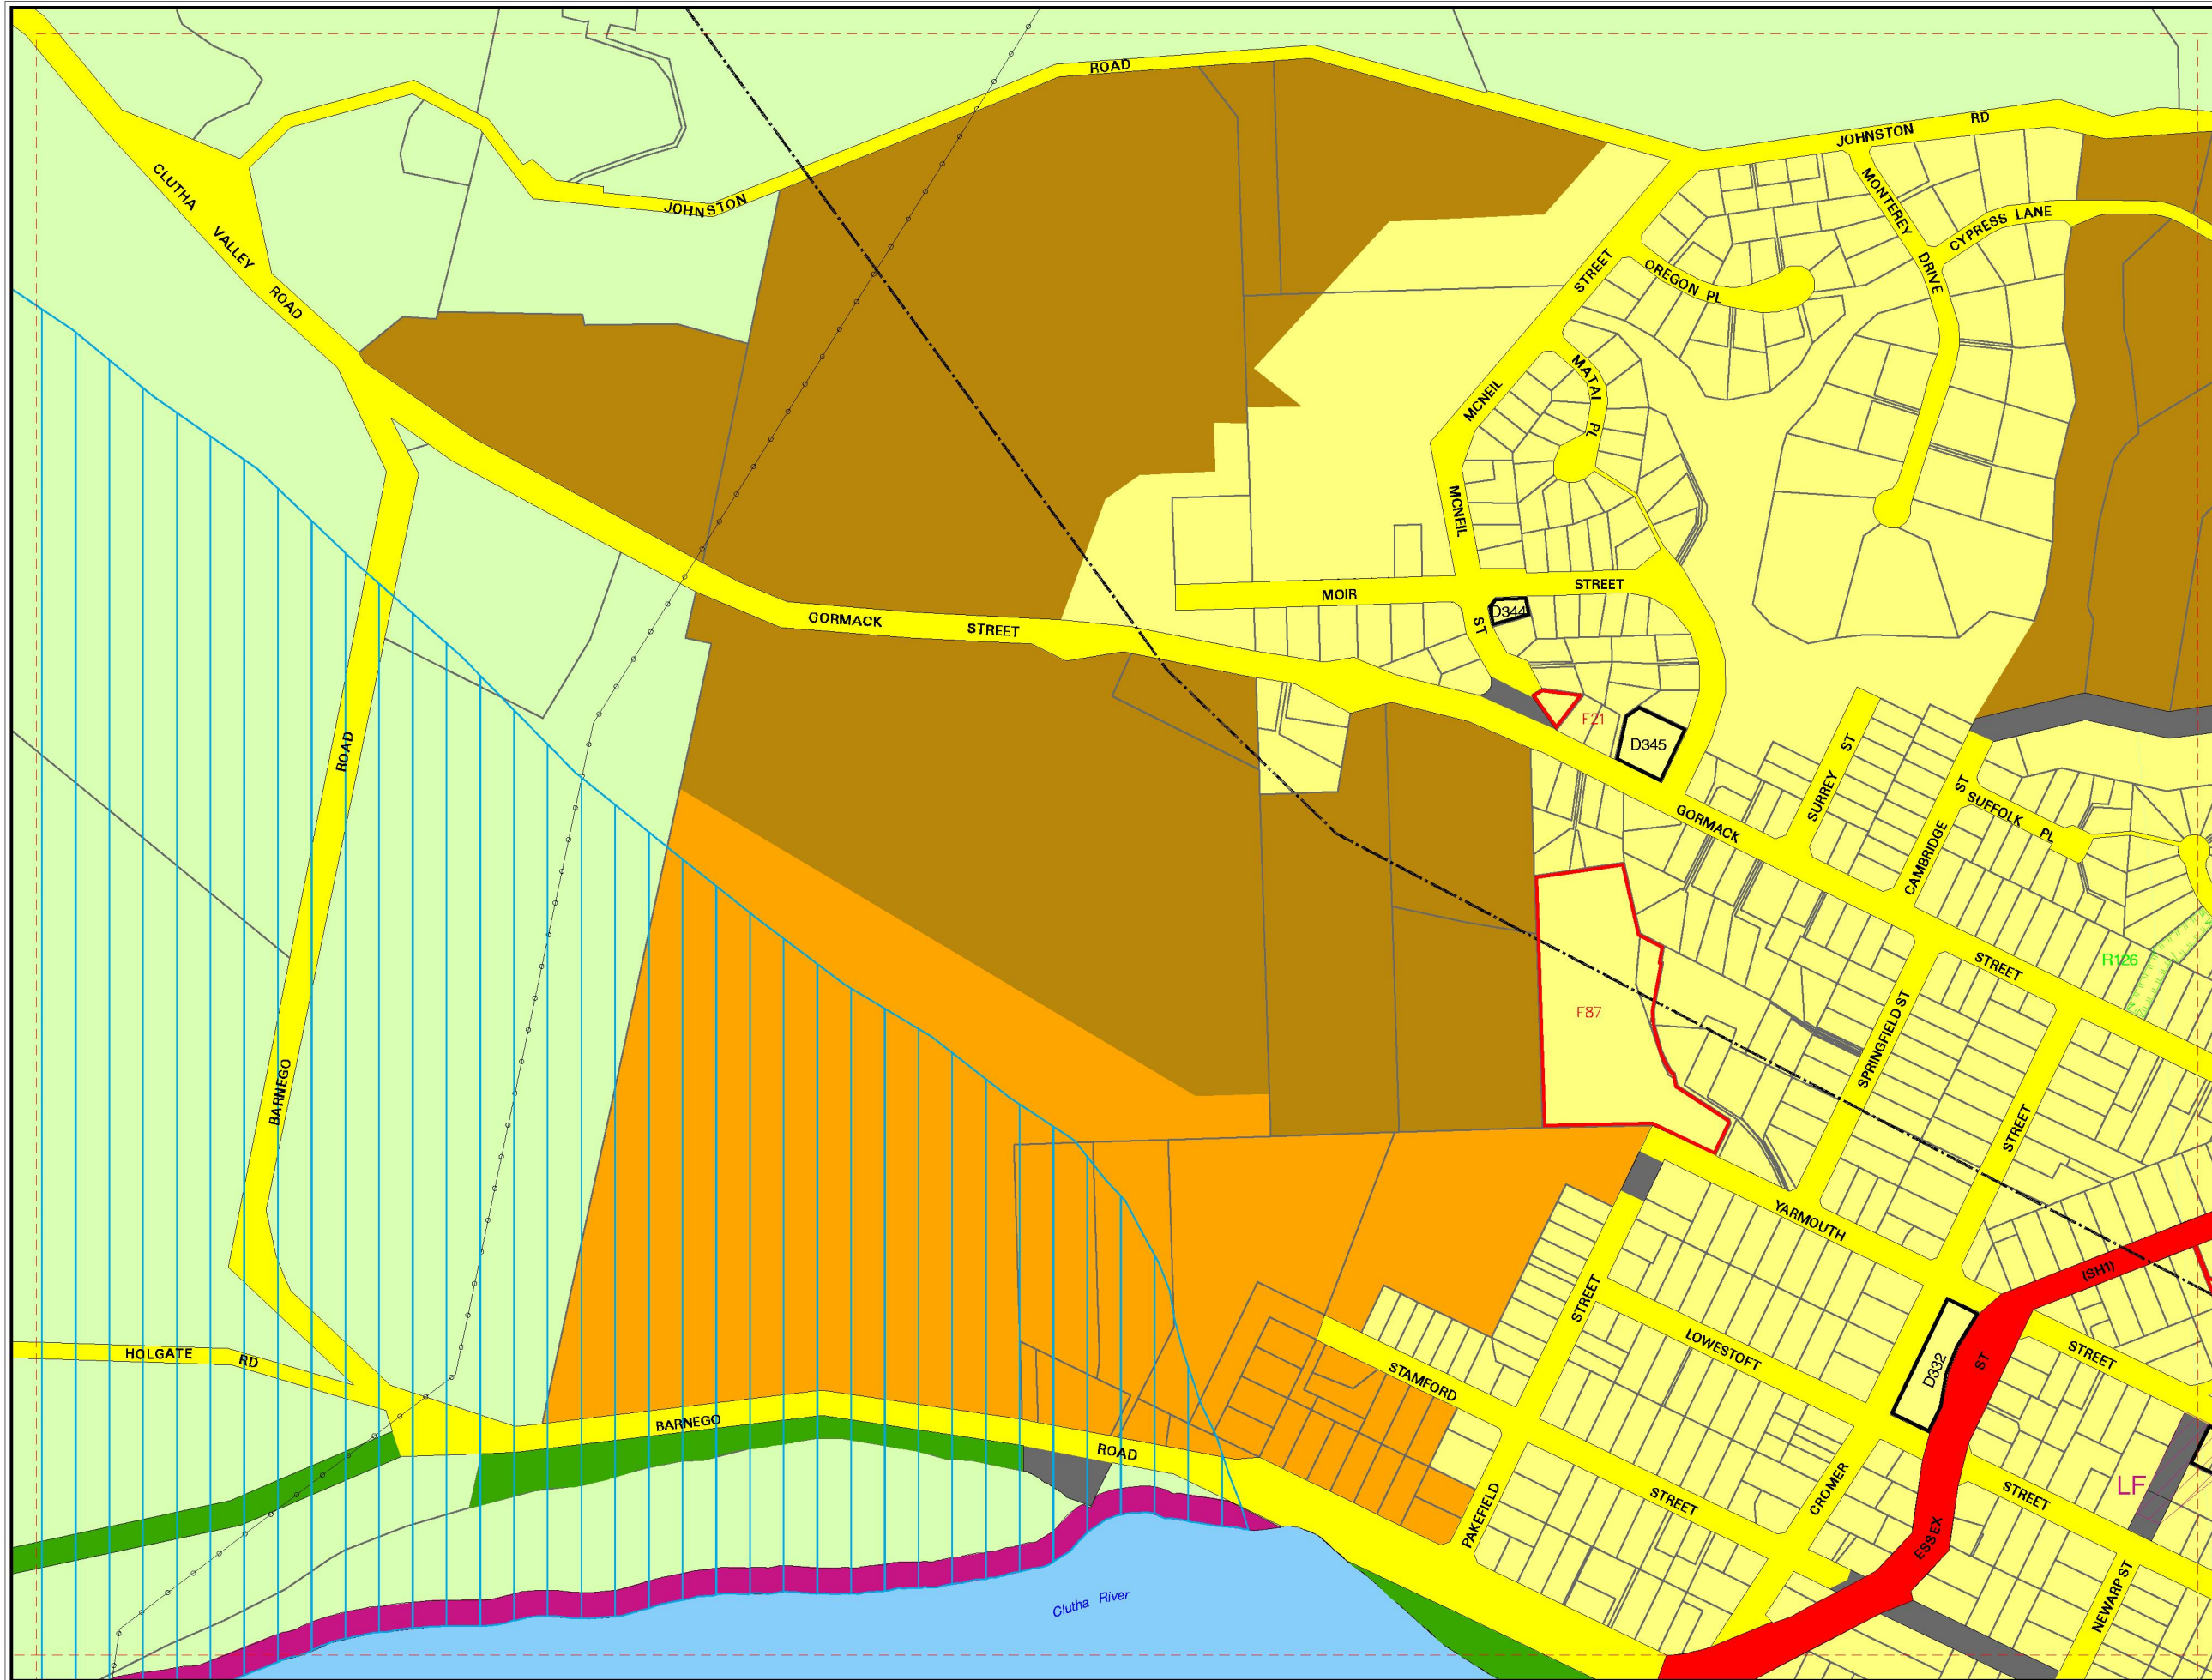 ROAD
JOHNSTON RD
MONTEREY
CYPRESS LANE
DRIVE
CLUTHA VALLEY ROAD
JOHNSTON
STREET
OREGON PL
MATAI PL
MCNEIL
MCNEIL
MOIR
STREET
D344
ST
GORMACK STREET
F21
D345
SURREY ST
ST
SUFFOLK PL
CAMBRIDGE
GORMACK
STREET
R126
ROAD
F87
SPRINGFIELD ST
STREET
BARNEGO
YARMOUTH
(SH1)
STREET
LOWESTOFT
STREET
D332
ST
HOLGATE RD
STAMFORD
BARNEGO
ROAD
LF
PAKEFIELD
STREET
CROMER
STREET
ESSEX
NEWARP ST
Clutha River